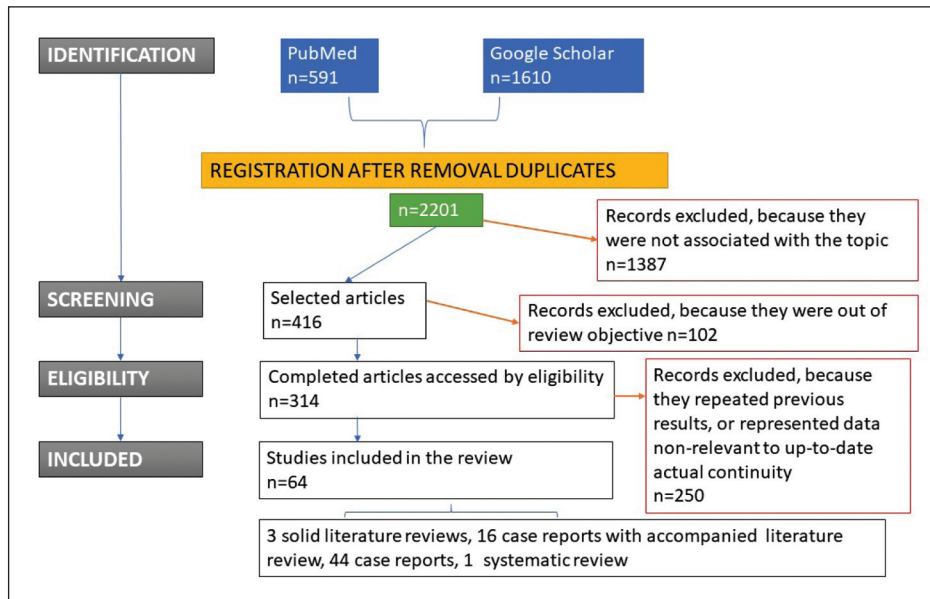 IDENTIFICATION
PubMed
n=591
Google Scholar
n=1610
REGISTRATION AFTER REMOVAL DUPLICATES
n=2201
Records excluded, because they
were not associated with the topic
n=1387
SCREENING
Selected articles
n=416
Records excluded, because they were out of
review objective n=102
ELIGIBILITY
Completed articles accessed by eligibility
n=314
Records excluded, because
they repeated previous
results, or represented data
non-relevant to up-to-date
actual continuity
n=250
INCLUDED
Studies included in the review
n=64
3 solid literature reviews, 16 case reports with accompanied literature
review, 44 case reports, 1 systematic review